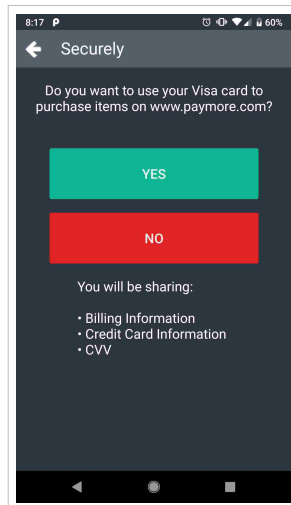 8:17 P 60%
Securely
Do you want to use your Visa card to
purchase items on www.paymore.com?
YES
NO
You will be sharing:
• Billing Information
• Credit Card Information
• CVV